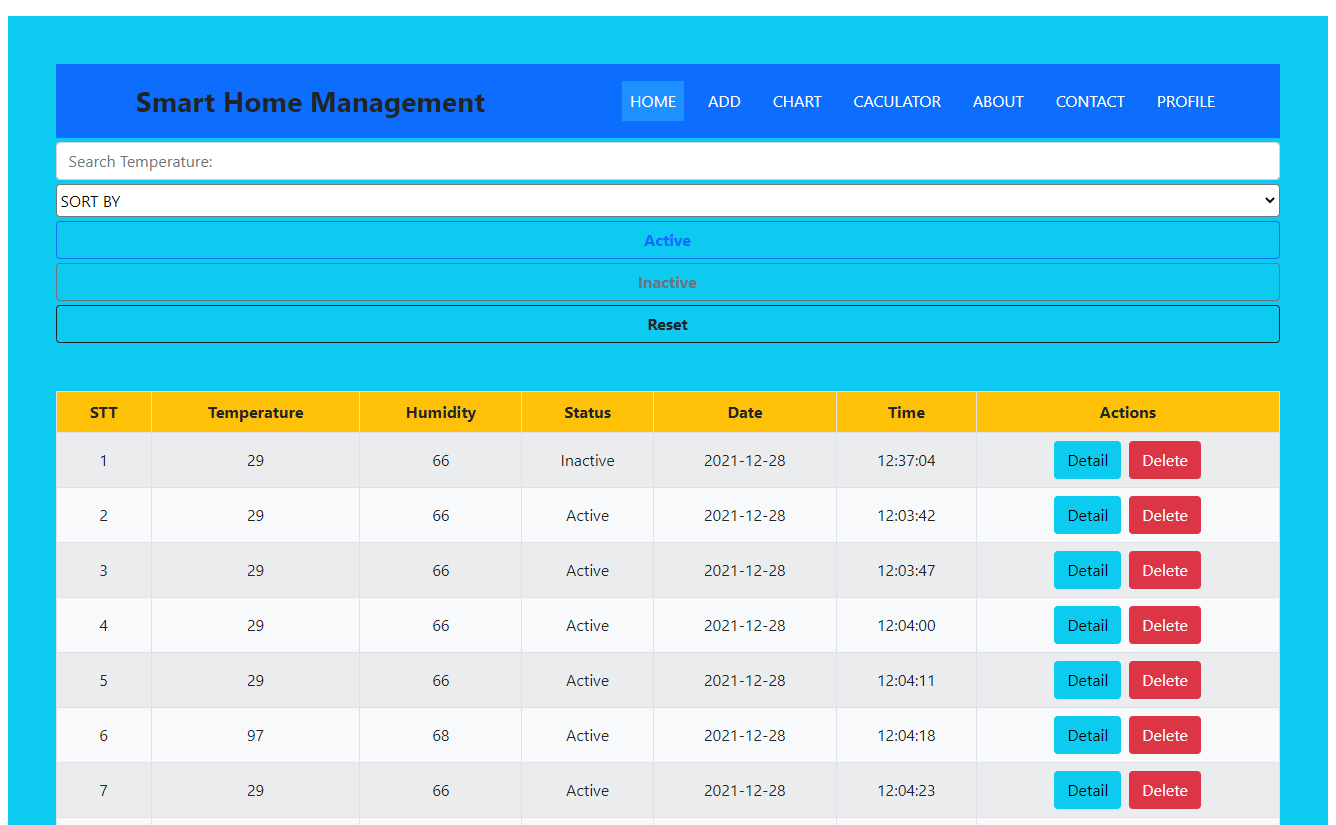 Smart Home Management HOME ADD CHART CACULATOR ABOUT CONTACT PROFILE
Search Temperature:
SORT BY
Active
Inactive
Reset
STT Temperature Humidity Status Date Time Actions
1 29 66 Inactive 2021-12-28 12:37:04 Detail Delete
2 29 66 Active 2021-12-28 12:03:42 Detail Delete
3 29 66 Active 2021-12-28 12:03:47 Detail Delete
4 29 66 Active 2021-12-28 12:04:00 Detail Delete
5 29 66 Active 2021-12-28 12:04:11 Detail Delete
6 97 68 Active 2021-12-28 12:04:18 Detail Delete
7 29 66 Active 2021-12-28 12:04:23 Detail Delete